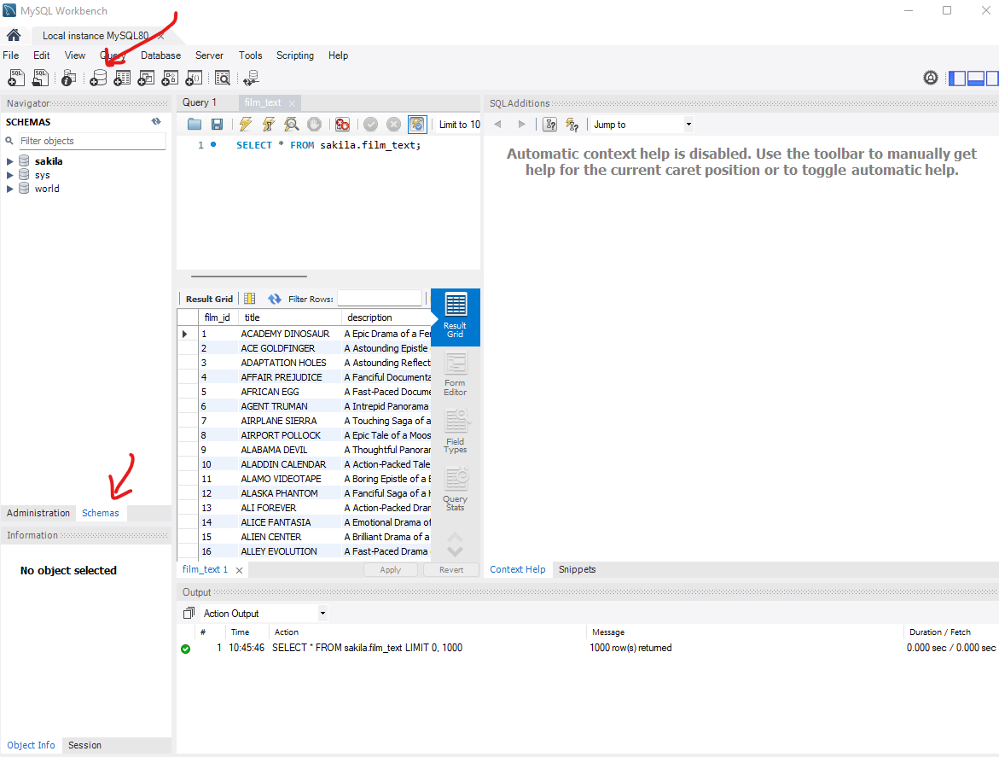 MySQL Workbench
Local instance MySQL80
File Edit View Query Database Server Tools Scripting Help
Navigator
SCHEMAS
Filter objects
sakila
sys
world
Administration Schemas
Information
No object selected
Object Info Session
Query 1 film_text
Limit to 10
1 SELECT * FROM sakila.film_text;
Result Grid Filter Rows:
film_id title description
1 ACADEMY DINOSAUR A Epic Drama of a Fe
2 ACE GOLDFINGER A Astounding Epistle
3 ADAPTATION HOLES A Astounding Reflect
4 AFFAIR PREJUDICE A Fanciful Documenta
5 AFRICAN EGG A Fast-Paced Docume
6 AGENT TRUMAN A Intrepid Panorama
7 AIRPLANE SIERRA A Touching Saga of a
8 AIRPORT POLLOCK A Epic Tale of a Moos
9 ALABAMA DEVIL A Thoughtful Panorar
10 ALADDIN CALENDAR A Action-Packed Tale
11 ALAMO VIDEOTAPE A Boring Epistle of a B
12 ALASKA PHANTOM A Fanciful Saga of a H
13 ALI FOREVER A Action-Packed Drar
14 ALICE FANTASIA A Emotional Drama of
15 ALIEN CENTER A Brilliant Drama of a
16 ALLEY EVOLUTION A Fast-Paced Drama
Result
Grid
Form
Editor
Field
Types
Query
Stats
film_text 1 Apply Revert
SQLAdditions
Jump to
Automatic context help is disabled. Use the toolbar to manually get
help for the current caret position or to toggle automatic help.
Context Help Snippets
Output
Action Output
# Time Action Message Duration / Fetch
1 10:45:46 SELECT * FROM sakila.film_text LIMIT 0, 1000 1000 row(s) returned 0.000 sec / 0.000 sec